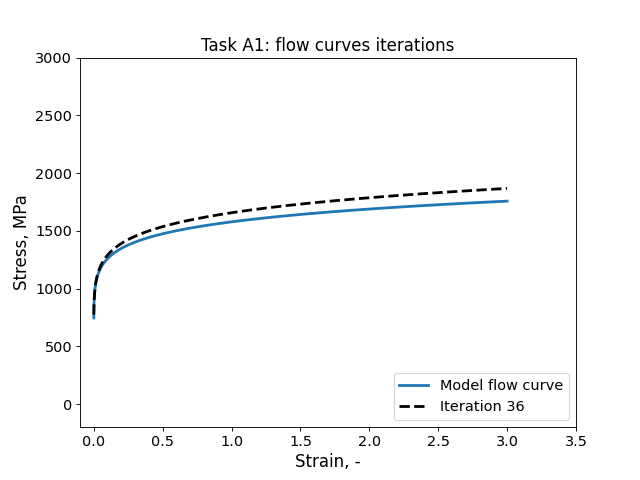 Task A1: flow curves iterations
3000
2500
2000
1500
1000
500
0
Stress, MPa
Model flow curve
Iteration 36
0.0 0.5 1.0 1.5 2.0 2.5 3.0 3.5
Strain, -